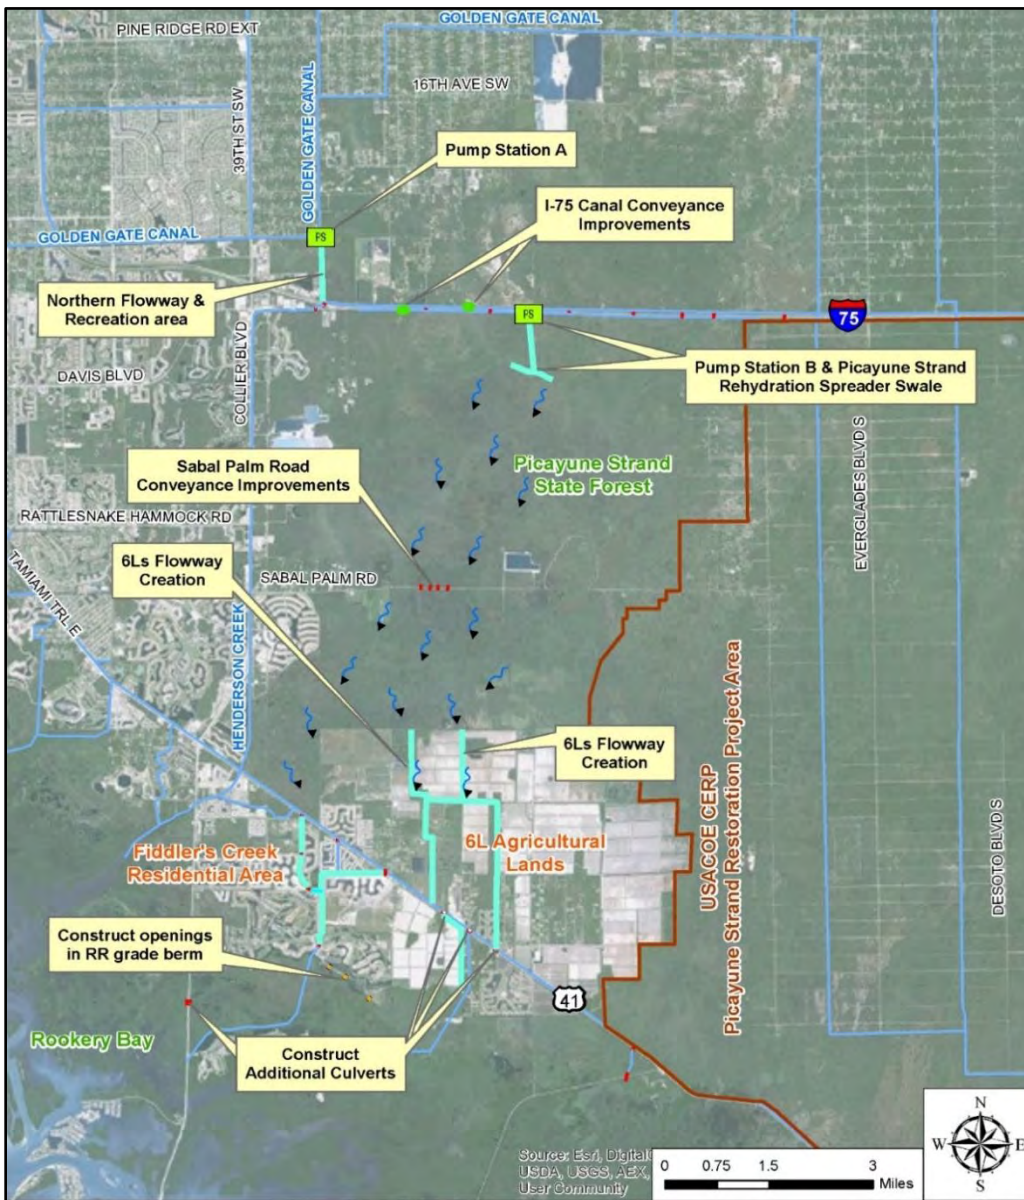 GOLDEN GATE CANAL
PINE RIDGE RD EXT
16TH AVE SW
39TH ST SW
GOLDEN GATE CANAL
Pump Station A
I-75 Canal Conveyance
Improvements
GOLDEN GATE CANAL
PS
Northern Flowway &
Recreation area
PS
75
COLLIER BLVD
DAVIS BLVD
Pump Station B & Picayune Strand
Rehydration Spreader Swale
Sabal Palm Road
Conveyance Improvements
Picayune Strand
State Forest
EVERGLADES BLVD S
RATTLESNAKE HAMMOCK RD
6Ls Flowway
Creation
SABAL PALM RD
TAMIAMI TRL E
HENDERSON CREEK
USACOE CERP
Picayune Strand Restoration Project Area
6Ls Flowway
Creation
Fiddler's Creek
Residential Area
6L Agricultural
Lands
DESOTO BLVD S
Construct openings
in RR grade berm
41
Rookery Bay
Construct
Additional Culverts
N
W E
S
Source: Esri, Digital
USDA, USGS, AEX,
User Community
0 0.75 1.5 3
Miles